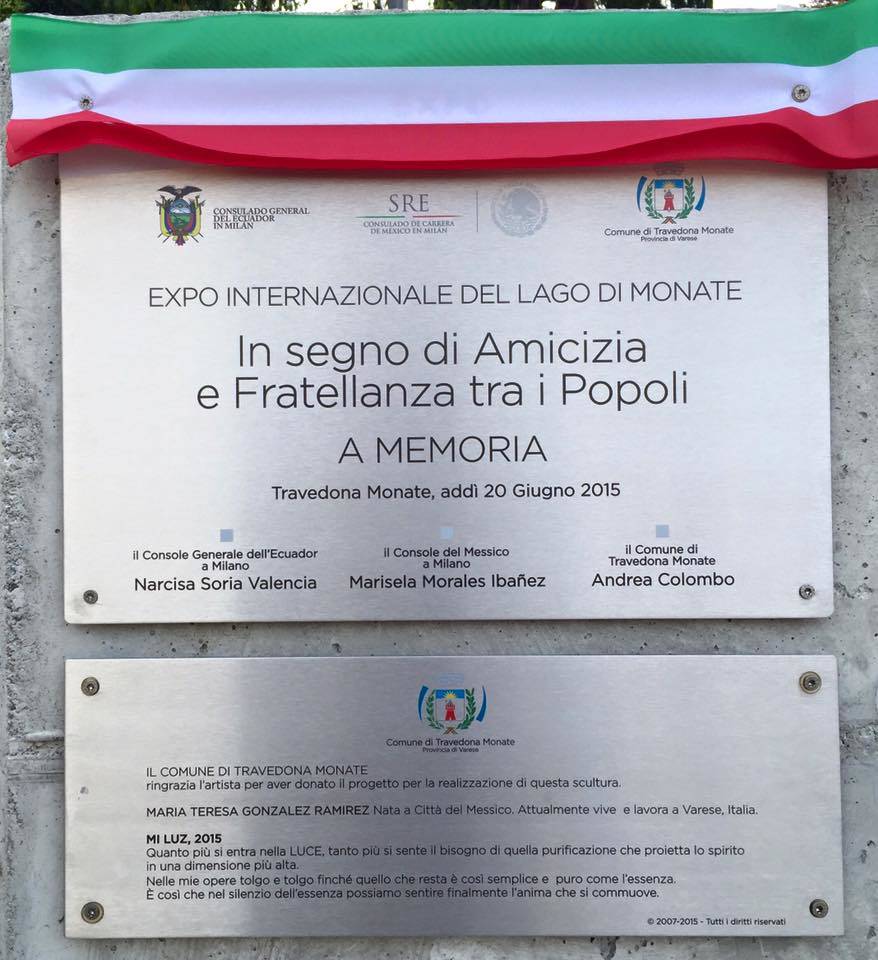 CONSULADO GENERAL
DEL ECUADOR
IN MILÁN
SRE
CONSULADO DE CARRERA
DE MÉXICO EN MILÁN
Comune di Travedona Monate
Provincia di Varese
EXPO INTERNAZIONALE DEL LAGO DI MONATE
In segno di Amicizia
e Fratellanza tra i Popoli
A MEMORIA
Travedona Monate, addì 20 Giugno 2015
il Console Generale dell'Ecuador
a Milano
Narcisa Soria Valencia
il Console del Messico
a Milano
Marisela Morales Ibañez
il Comune di
Travedona Monate
Andrea Colombo
Comune di Travedona Monate
Provincia di Varese
IL COMUNE DI TRAVEDONA MONATE
ringrazia l'artista per aver donato il progetto per la realizzazione di questa scultura.
MARIA TERESA GONZALEZ RAMIREZ Nata a Città del Messico. Attualmente vive e lavora a Varese, Italia.
MI LUZ, 2015
Quanto più si entra nella LUCE, tanto più si sente il bisogno di quella purificazione che proietta lo spirito
in una dimensione più alta.
Nelle mie opere tolgo e tolgo finché quello che resta è così semplice e puro come l'essenza.
È così che nel silenzio dell'essenza possiamo sentire finalmente l'anima che si commuove.
© 2007-2015 - Tutti i diritti riservati